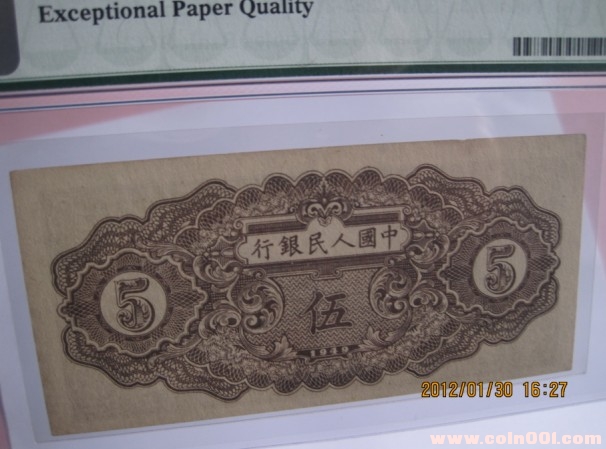 Exceptional Paper Quality
中國人民銀行
5
伍
5
2012/01/30 16:27
www.coin001.com